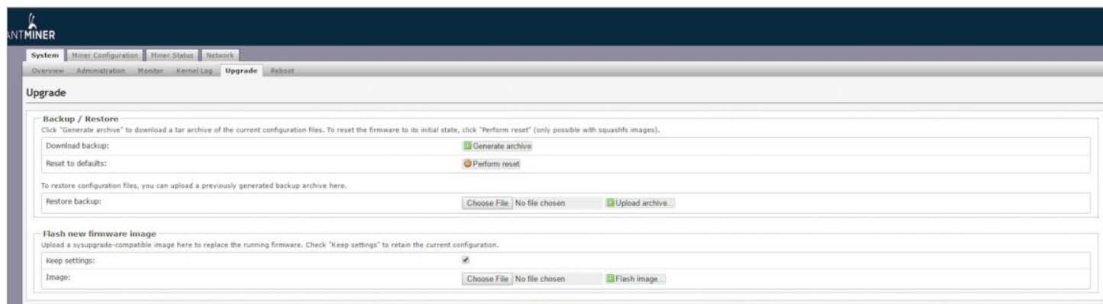 ANTMINER
System Miner Configuration Miner Status Network
Overview Administration Monitor Kernel Log Upgrade Reboot
Upgrade
Backup / Restore
Click "Generate archive" to download a tar archive of the current configuration files. To reset the firmware to its initial state, click "Perform reset" (only possible with squashfs images).
Download backup: Generate archive
Reset to defaults: Perform reset
To restore configuration files, you can upload a previously generated backup archive here.
Restore backup: Choose File No file chosen Upload archive...
Flash new firmware image
Upload a sysupgrade-compatible image here to replace the running firmware. Check "Keep settings" to retain the current configuration.
Keep settings:
Image: Choose File No file chosen Flash image...